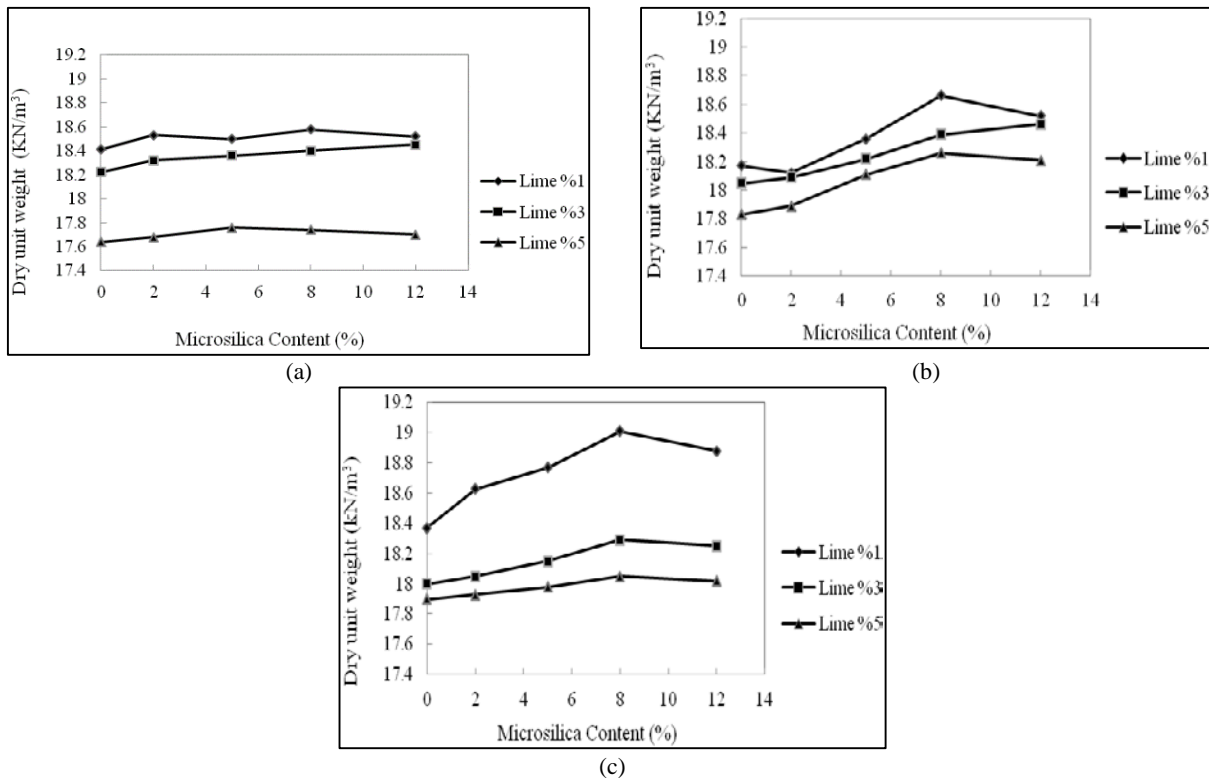 19.2
19
18.8
18.6
18.4
18.2
18
17.8
17.6
17.4
Dry unit weight (KN/m³)
0 2 4 6 8 10 12 14
Microsilica Content (%)
Lime %1
Lime %3
Lime %5
(a)
19.2
19
18.8
18.6
18.4
18.2
18
17.8
17.6
17.4
Dry unit weight (KN/m³)
0 2 4 6 8 10 12 14
Microsilica Content (%)
Lime %1
Lime %3
Lime %5
(b)
19.2
19
18.8
18.6
18.4
18.2
18
17.8
17.6
17.4
Dry unit weight (kN/m³)
0 2 4 6 8 10 12 14
Microsilica Content (%)
Lime %1
Lime %3
Lime %5
(c)